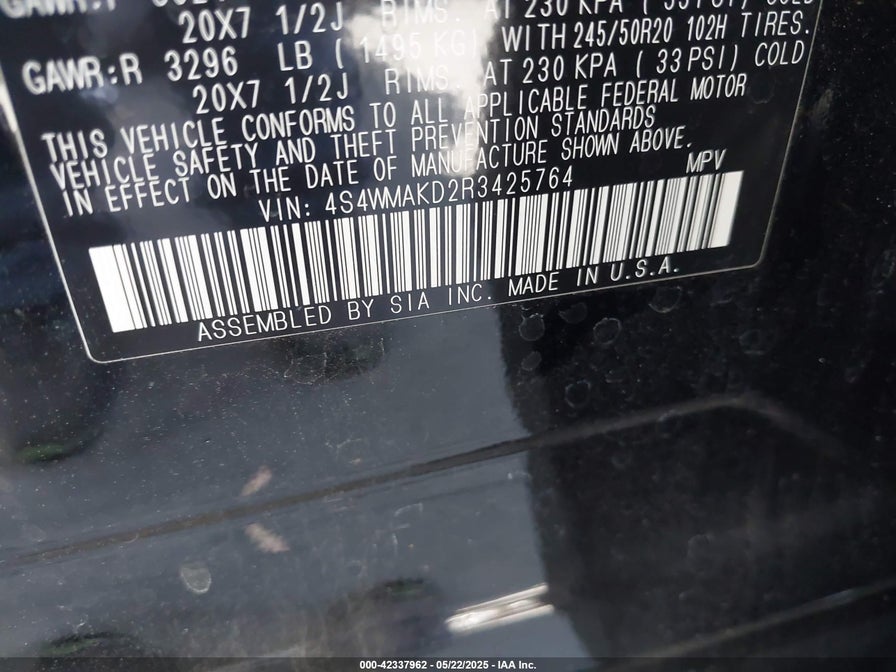 20X7 1/2J RIMS. AT 230 KPA
GAWR:R 3296 LB ( 1495 KG) WITH 245/50R20 102H TIRES.
20X7 1/2J RIMS. AT 230 KPA ( 33 PSI) COLD
THIS VEHICLE CONFORMS TO ALL APPLICABLE FEDERAL MOTOR
VEHICLE SAFETY AND THEFT PREVENTION STANDARDS
IN EFFECT ON THE DATE OF MANUFACTURE SHOWN ABOVE.
VIN: 4S4WMAKD2R3425764 MPV
ASSEMBLED BY SIA INC. MADE IN U.S.A.
000-42337962 - 05/22/2025 - IAA Inc.